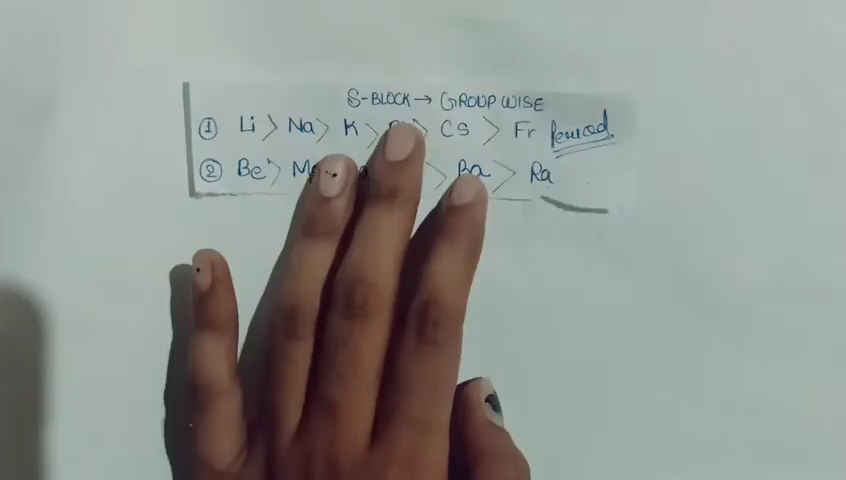 S-BLOCK → GROUP WISE
① Li > Na > K > > Cs > Fr Period
② Be > > Ba > Ra